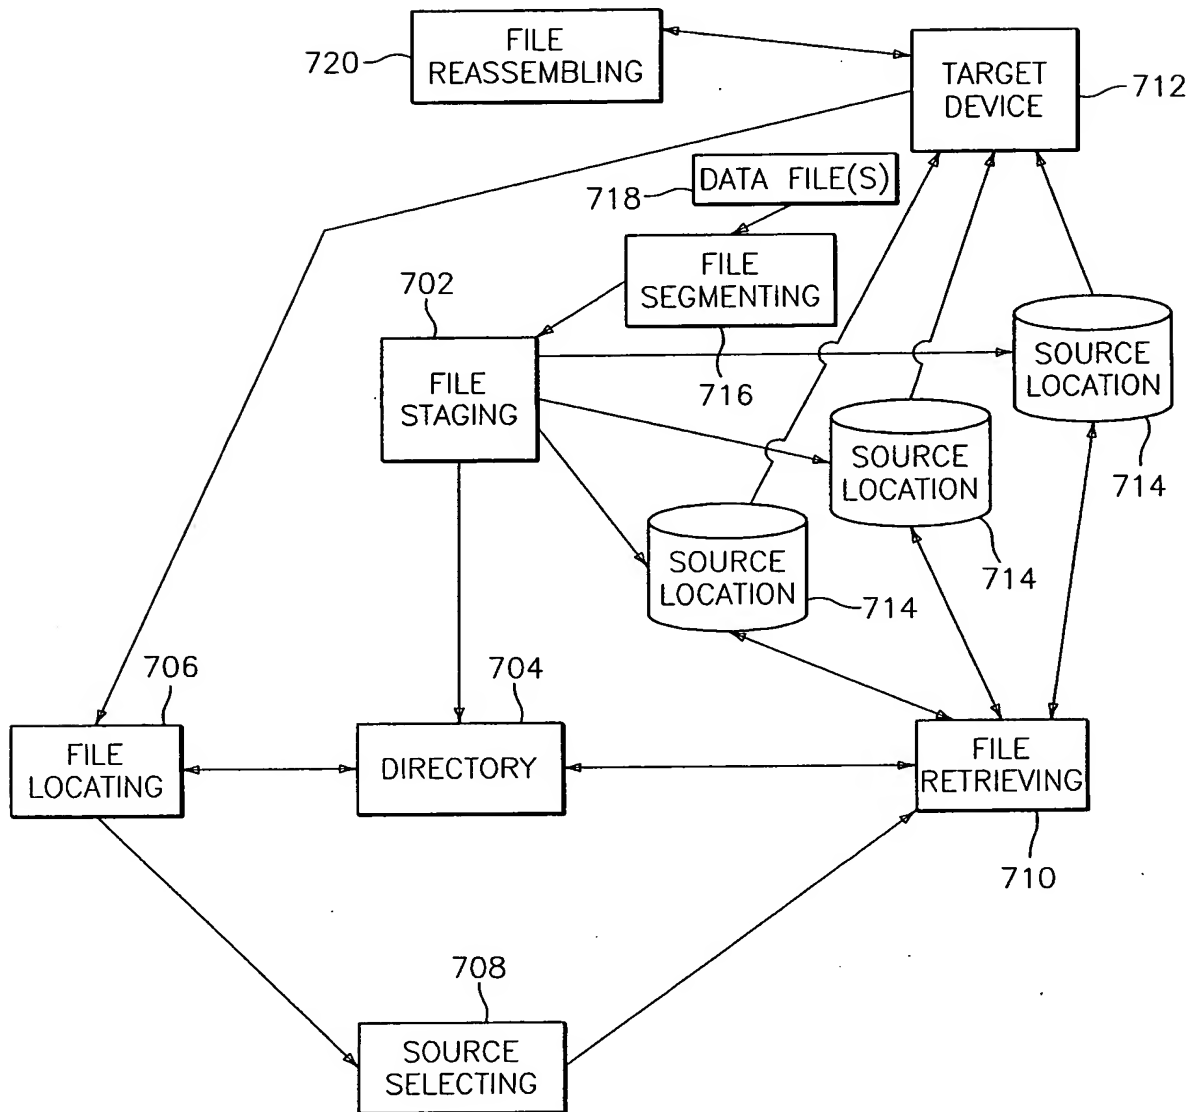 FILE
REASSEMBLING
720
TARGET
DEVICE
712
DATA FILE(S)
718
FILE
SEGMENTING
716
702
FILE
STAGING
SOURCE
LOCATION
714
SOURCE
LOCATION
714
SOURCE
LOCATION
714
706
FILE
LOCATING
704
DIRECTORY
FILE
RETRIEVING
710
708
SOURCE
SELECTING